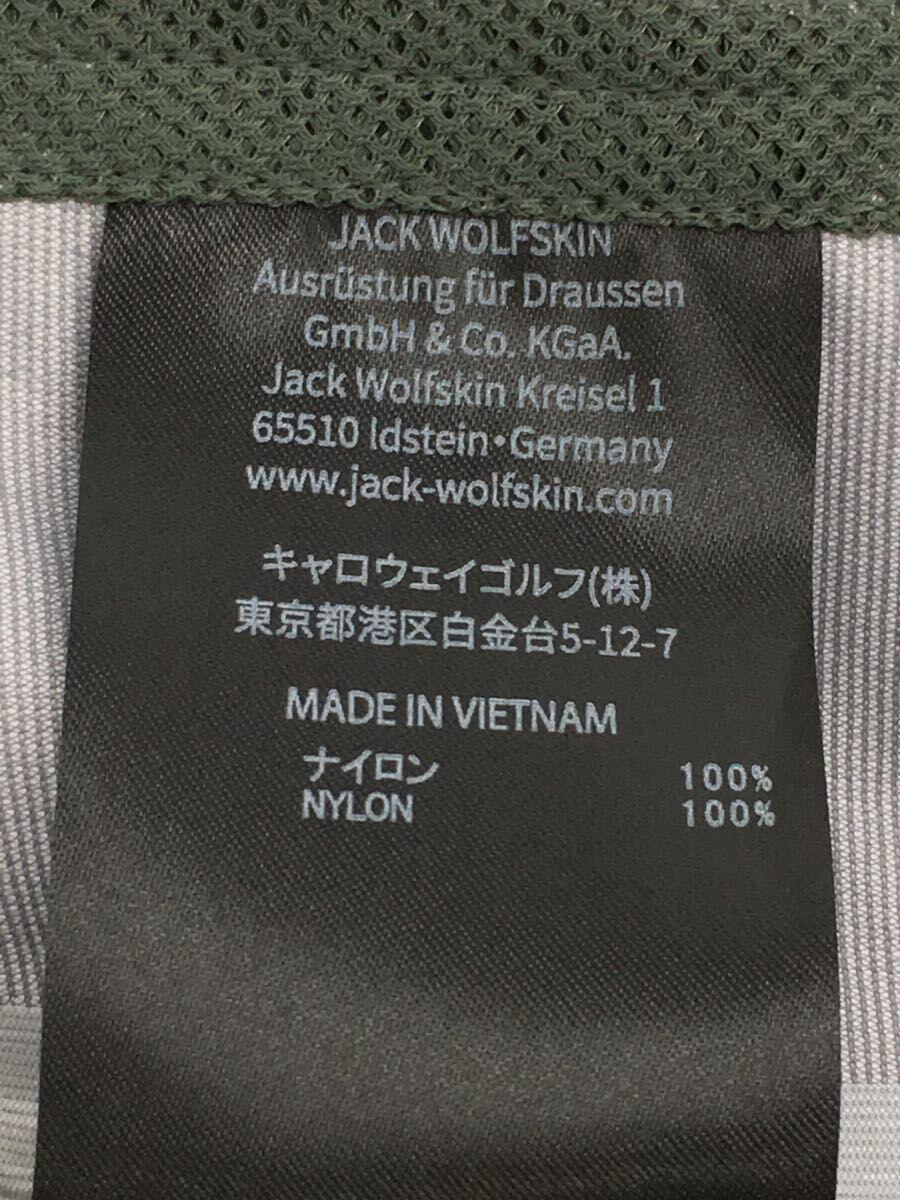 JACK WOLFSKIN
Ausrüstung für Draussen
GmbH & Co. KGaA.
Jack Wolfskin Kreisel 1
65510 Idstein•Germany
www.jack-wolfskin.com
キャロウェイゴルフ(株)
東京都港区白金台5-12-7
MADE IN VIETNAM
ナイロン 100%
NYLON 100%